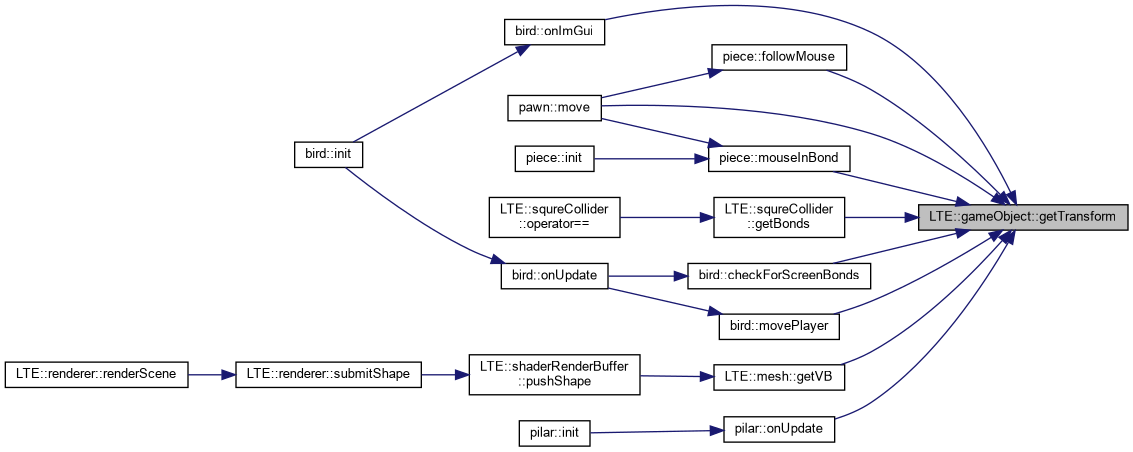 bird::onImGui
piece::followMouse
pawn::move
bird::init
piece::init
piece::mouseInBond
LTE::squreCollider
::operator==
LTE::squreCollider
::getBonds
LTE::gameObject::getTransform
bird::onUpdate
bird::checkForScreenBonds
bird::movePlayer
LTE::renderer::renderScene
LTE::renderer::submitShape
LTE::shaderRenderBuffer
::pushShape
LTE::mesh::getVB
pilar::init
pilar::onUpdate